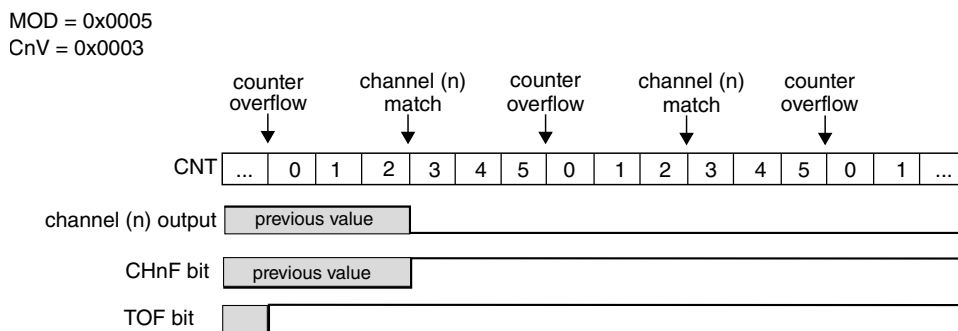 MOD = 0x0005
CnV = 0x0003
counter overflow
channel (n) match
counter overflow
channel (n) match
counter overflow
CNT ... 0 1 2 3 4 5 0 1 2 3 4 5 0 1 ...
channel (n) output previous value
CHnF bit previous value
TOF bit